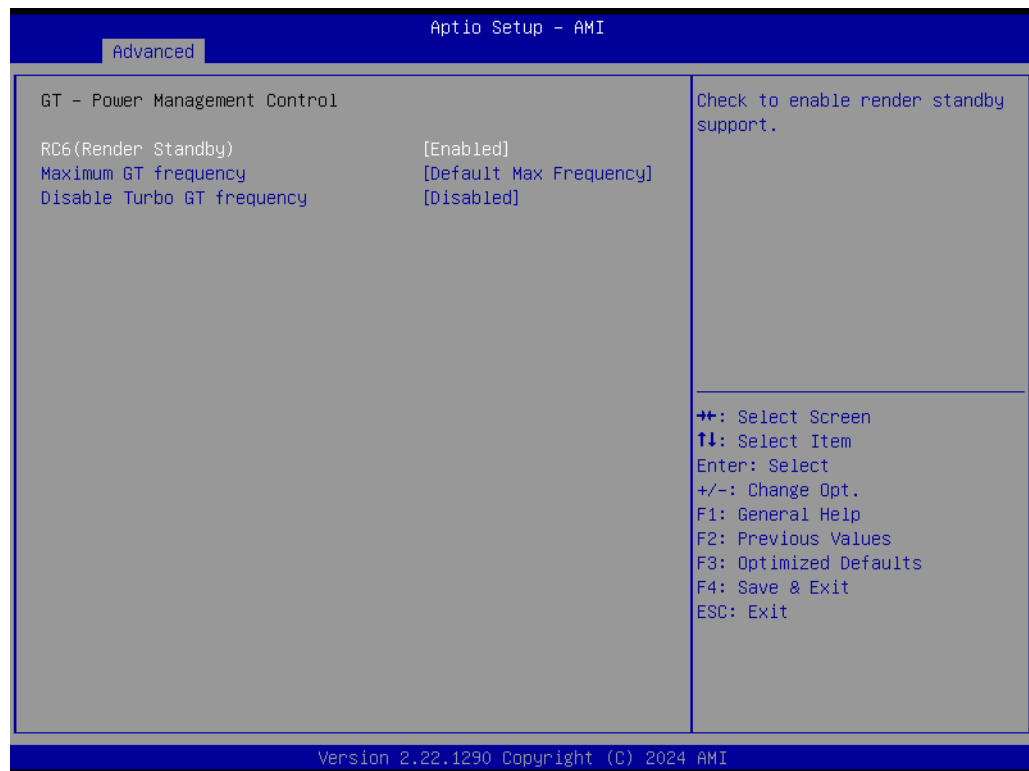 Aptio Setup – AMI
Advanced
GT – Power Management Control
RC6(Render Standby) [Enabled]
Maximum GT frequency [Default Max Frequency]
Disable Turbo GT frequency [Disabled]
Check to enable render standby
support.
→←: Select Screen
↑↓: Select Item
Enter: Select
+/-: Change Opt.
F1: General Help
F2: Previous Values
F3: Optimized Defaults
F4: Save & Exit
ESC: Exit
Version 2.22.1290 Copyright (C) 2024 AMI